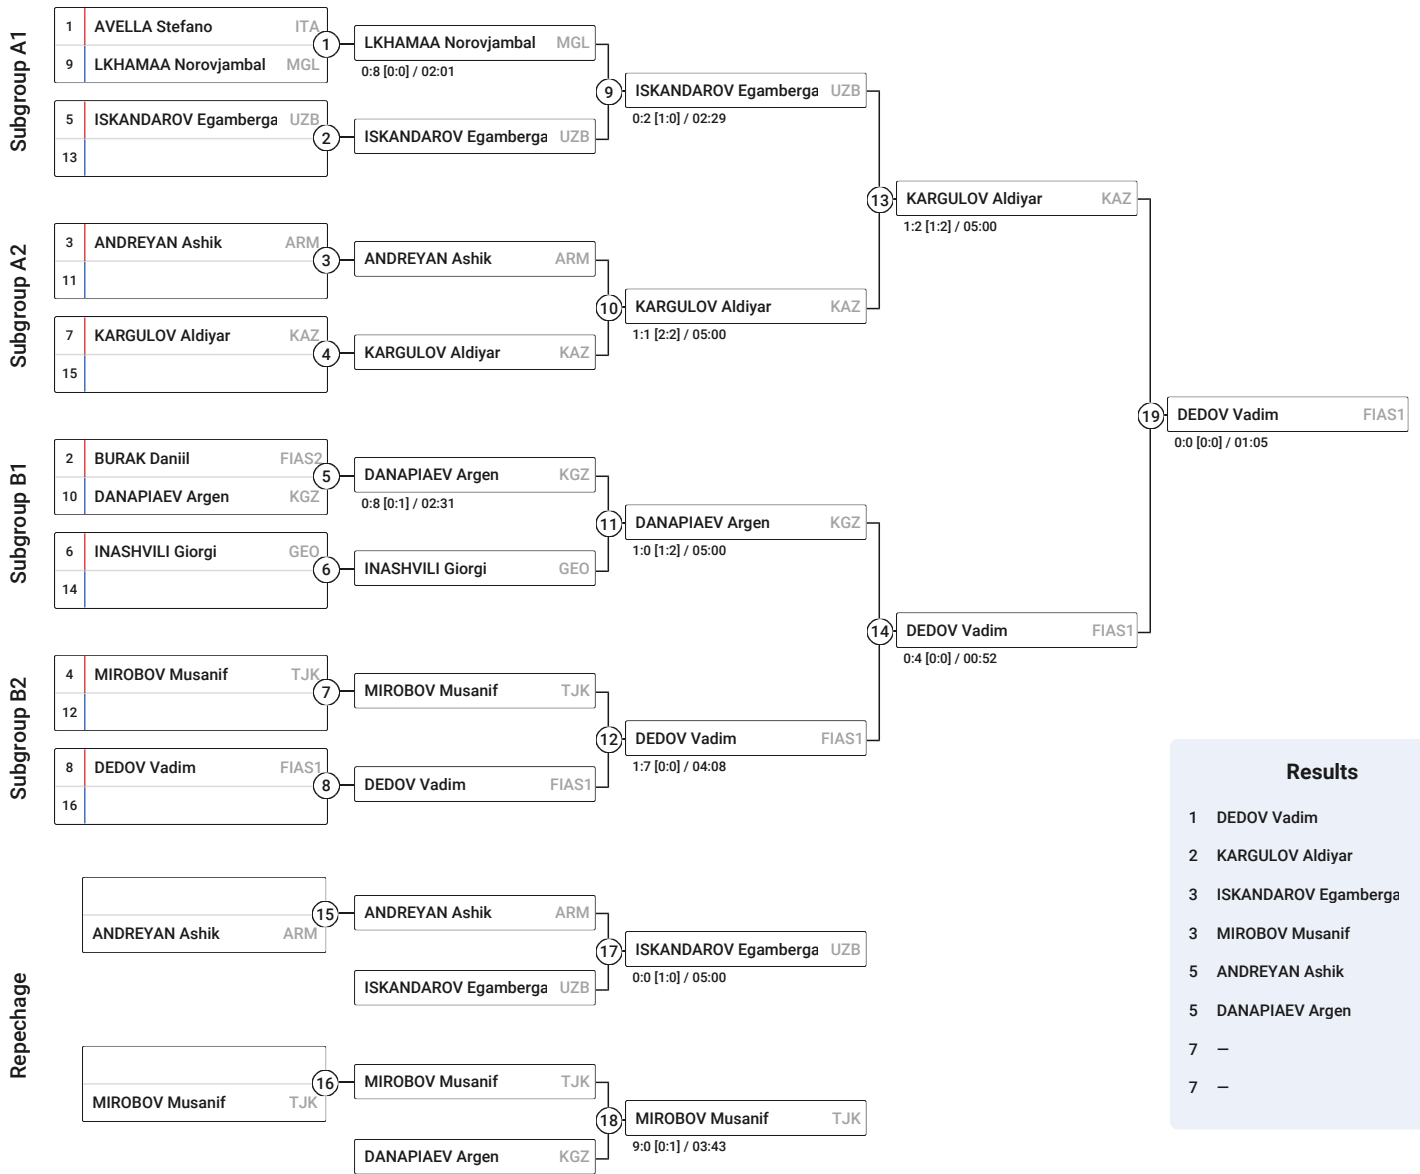 Subgroup A1
1 AVELLA Stefano ITA
9 LKHAMAA Norovjambal MGL
1
LKHAMAA Norovjambal MGL
0:8 [0:0] / 02:01
5 ISKANDAROV Egamberga UZB
13
2
ISKANDAROV Egamberga UZB
9
ISKANDAROV Egamberga UZB
0:2 [1:0] / 02:29
Subgroup A2
3 ANDREYAN Ashik ARM
11
3
ANDREYAN Ashik ARM
7 KARGULOV Aldiyar KAZ
15
4
KARGULOV Aldiyar KAZ
10
KARGULOV Aldiyar KAZ
1:1 [2:2] / 05:00
13
KARGULOV Aldiyar KAZ
1:2 [1:2] / 05:00
Subgroup B1
2 BURAK Daniil FIAS2
10 DANAPIAEV Argen KGZ
5
DANAPIAEV Argen KGZ
0:8 [0:1] / 02:31
6 INASHVILI Giorgi GEO
14
6
INASHVILI Giorgi GEO
11
DANAPIAEV Argen KGZ
1:0 [1:2] / 05:00
Subgroup B2
4 MIROBOV Musanif TJK
12
7
MIROBOV Musanif TJK
8 DEDOV Vadim FIAS1
16
8
DEDOV Vadim FIAS1
12
DEDOV Vadim FIAS1
1:7 [0:0] / 04:08
14
DEDOV Vadim FIAS1
0:4 [0:0] / 00:52
19
DEDOV Vadim FIAS1
0:0 [0:0] / 01:05
Repechage
ANDREYAN Ashik ARM
15
ANDREYAN Ashik ARM
ISKANDAROV Egamberga UZB
17
ISKANDAROV Egamberga UZB
0:0 [1:0] / 05:00
MIROBOV Musanif TJK
16
MIROBOV Musanif TJK
DANAPIAEV Argen KGZ
18
MIROBOV Musanif TJK
9:0 [0:1] / 03:43
Results
1 DEDOV Vadim
2 KARGULOV Aldiyar
3 ISKANDAROV Egamberga
3 MIROBOV Musanif
5 ANDREYAN Ashik
5 DANAPIAEV Argen
7 —
7 —